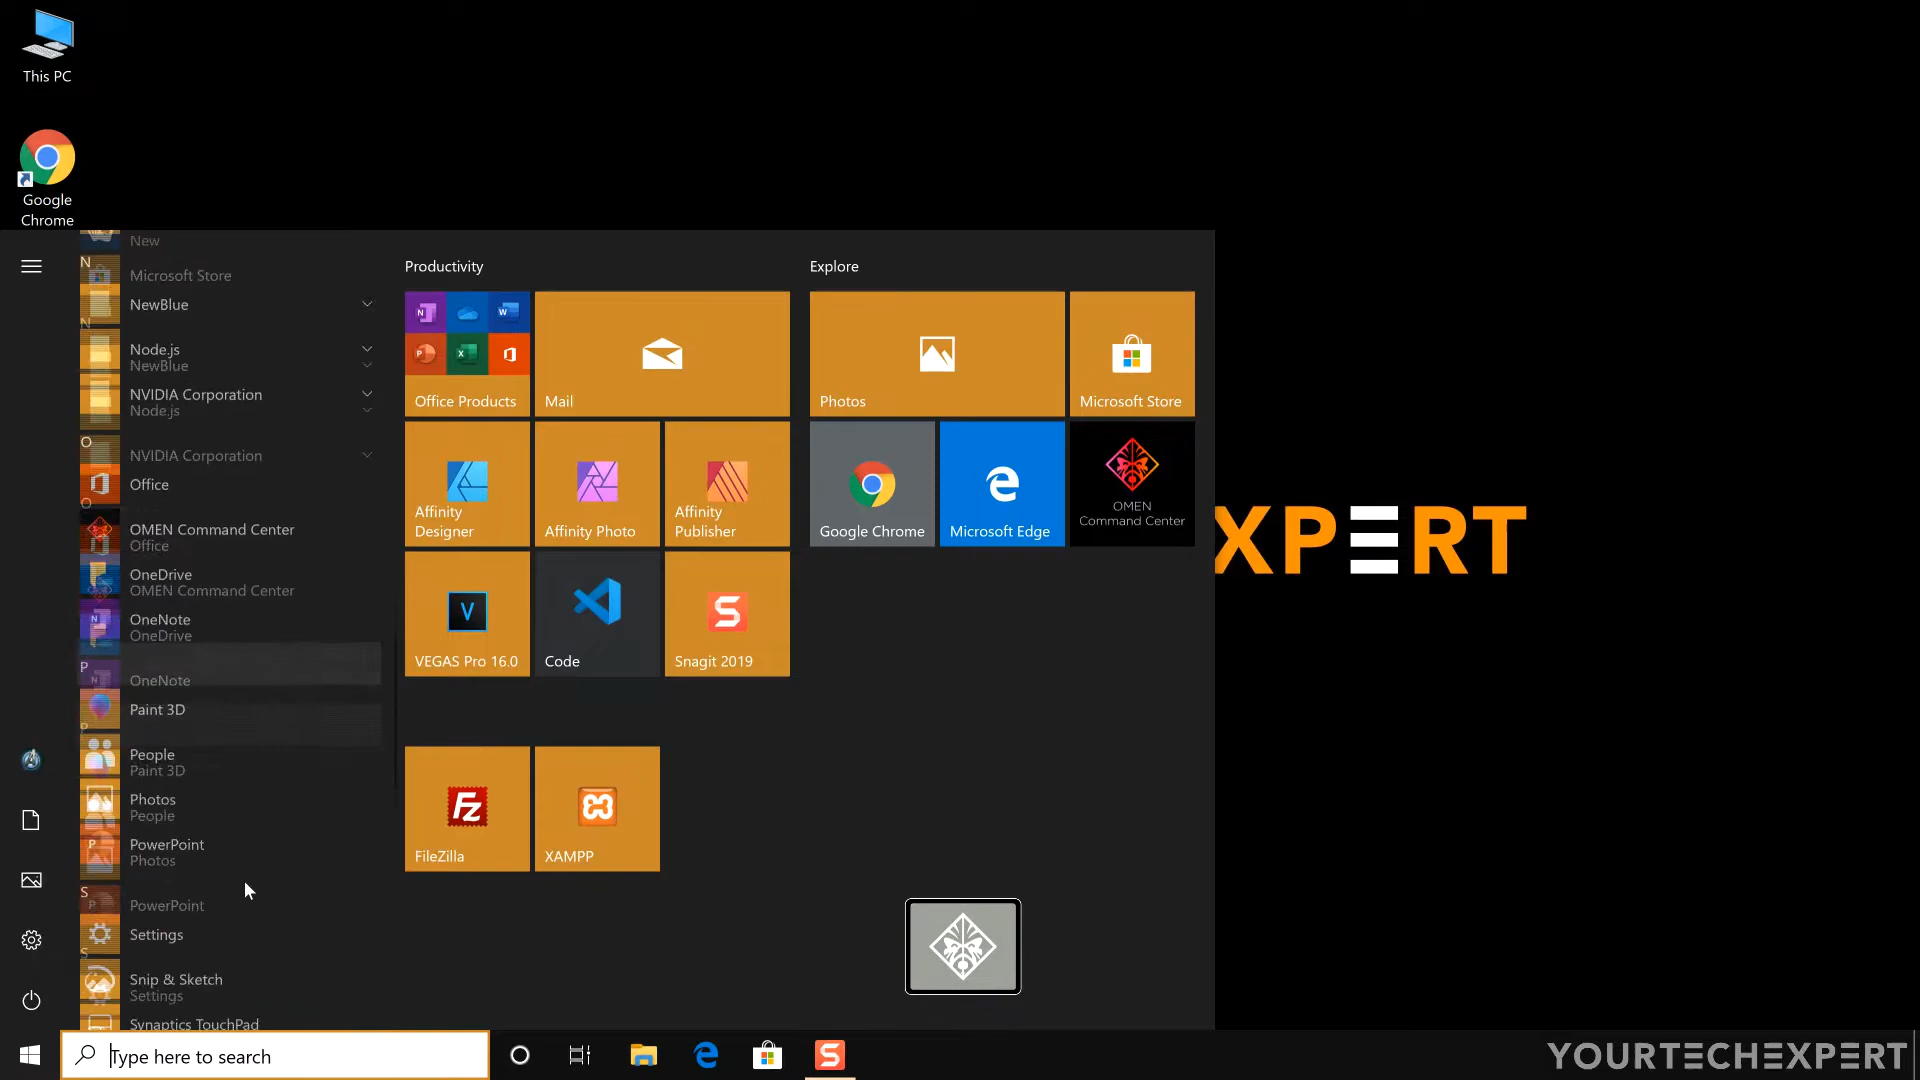 This PC
Google
Chrome
New
N
Microsoft Store
NewBlue
N
Node.js
NewBlue
NVIDIA Corporation
Node.js
O
NVIDIA Corporation
Office
O
OMEN Command Center
Office
OneDrive
OMEN Command Center
OneNote
OneDrive
P
OneNote
Paint 3D
P
People
Paint 3D
Photos
People
PowerPoint
Photos
S
PowerPoint
Settings
S
Snip & Sketch
Settings
Synaptics TouchPad
Productivity
Office Products
Mail
Affinity
Designer
Affinity Photo
Affinity
Publisher
VEGAS Pro 16.0
Code
Snagit 2019
FileZilla
XAMPP
Explore
Photos
Microsoft Store
Google Chrome
Microsoft Edge
OMEN
Command Center
XPERT
Type here to search
YOURTECHEXPERT